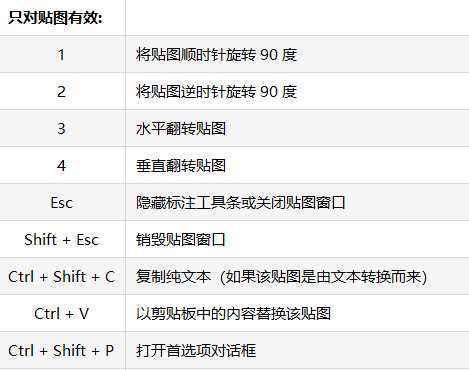 只对贴图有效:
1 将贴图顺时针旋转 90 度
2 将贴图逆时针旋转 90 度
3 水平翻转贴图
4 垂直翻转贴图
Esc 隐藏标注工具条或关闭贴图窗口
Shift + Esc 销毁贴图窗口
Ctrl + Shift + C 复制纯文本（如果该贴图是由文本转换而来）
Ctrl + V 以剪贴板中的内容替换该贴图
Ctrl + Shift + P 打开首选项对话框